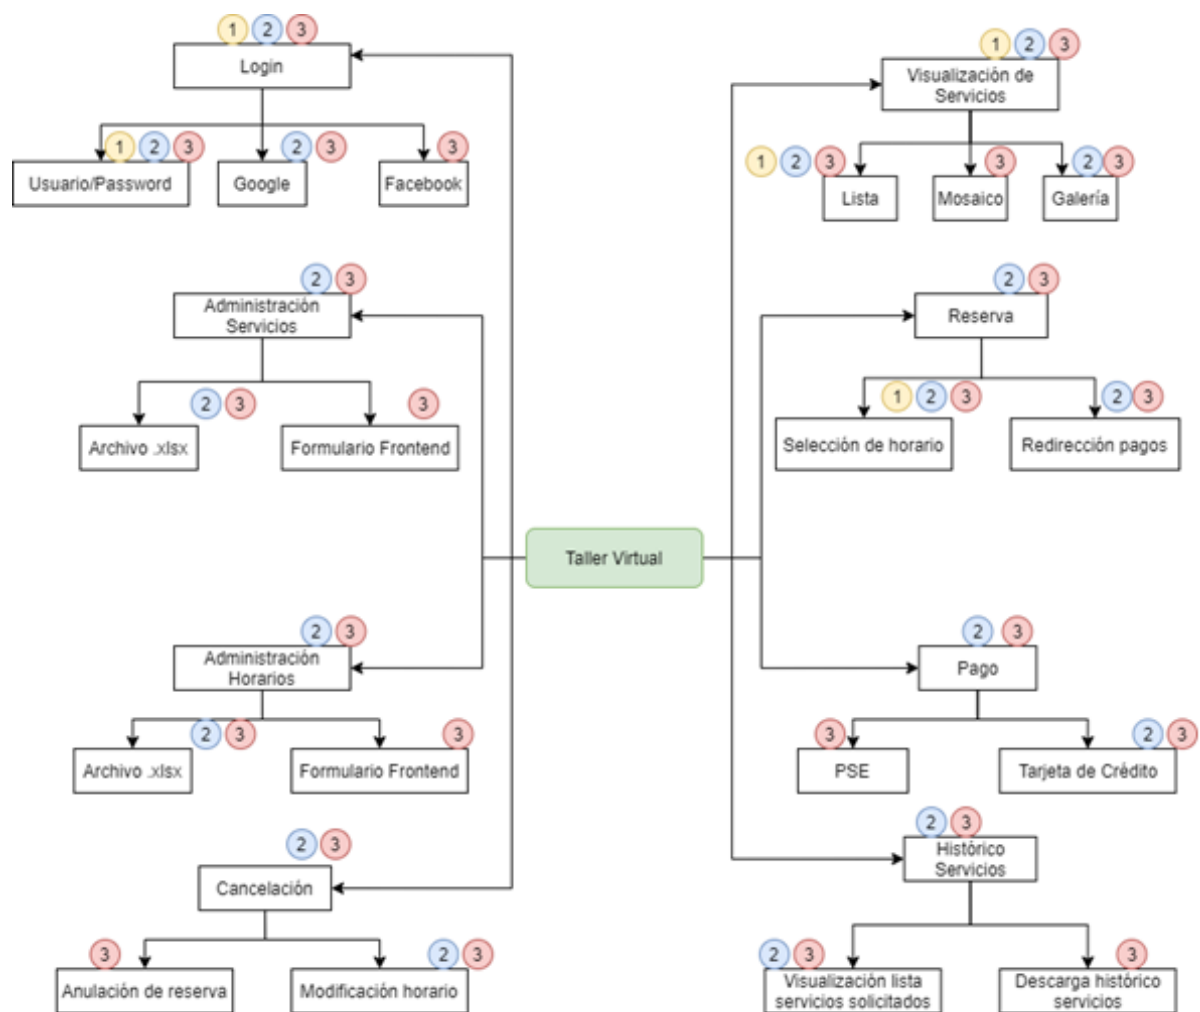 1 2 3
Login
1 2 3
Usuario/Password
2 3
Google
3
Facebook
2 3
Administración
Servicios
2 3
Archivo .xlsx
3
Formulario Frontend
Taller Virtual
2 3
Administración
Horarios
2 3
Archivo .xlsx
3
Formulario Frontend
2 3
Cancelación
3
Anulación de reserva
2 3
Modificación horario
1 2 3
Visualización de
Servicios
1 2 3
Lista
3
Mosaico
2 3
Galería
2 3
Reserva
1 2 3
Selección de horario
2 3
Redirección pagos
2 3
Pago
3
PSE
2 3
Tarjeta de Crédito
2 3
Histórico
Servicios
2 3
Visualización lista
servicios solicitados
3
Descarga histórico
servicios